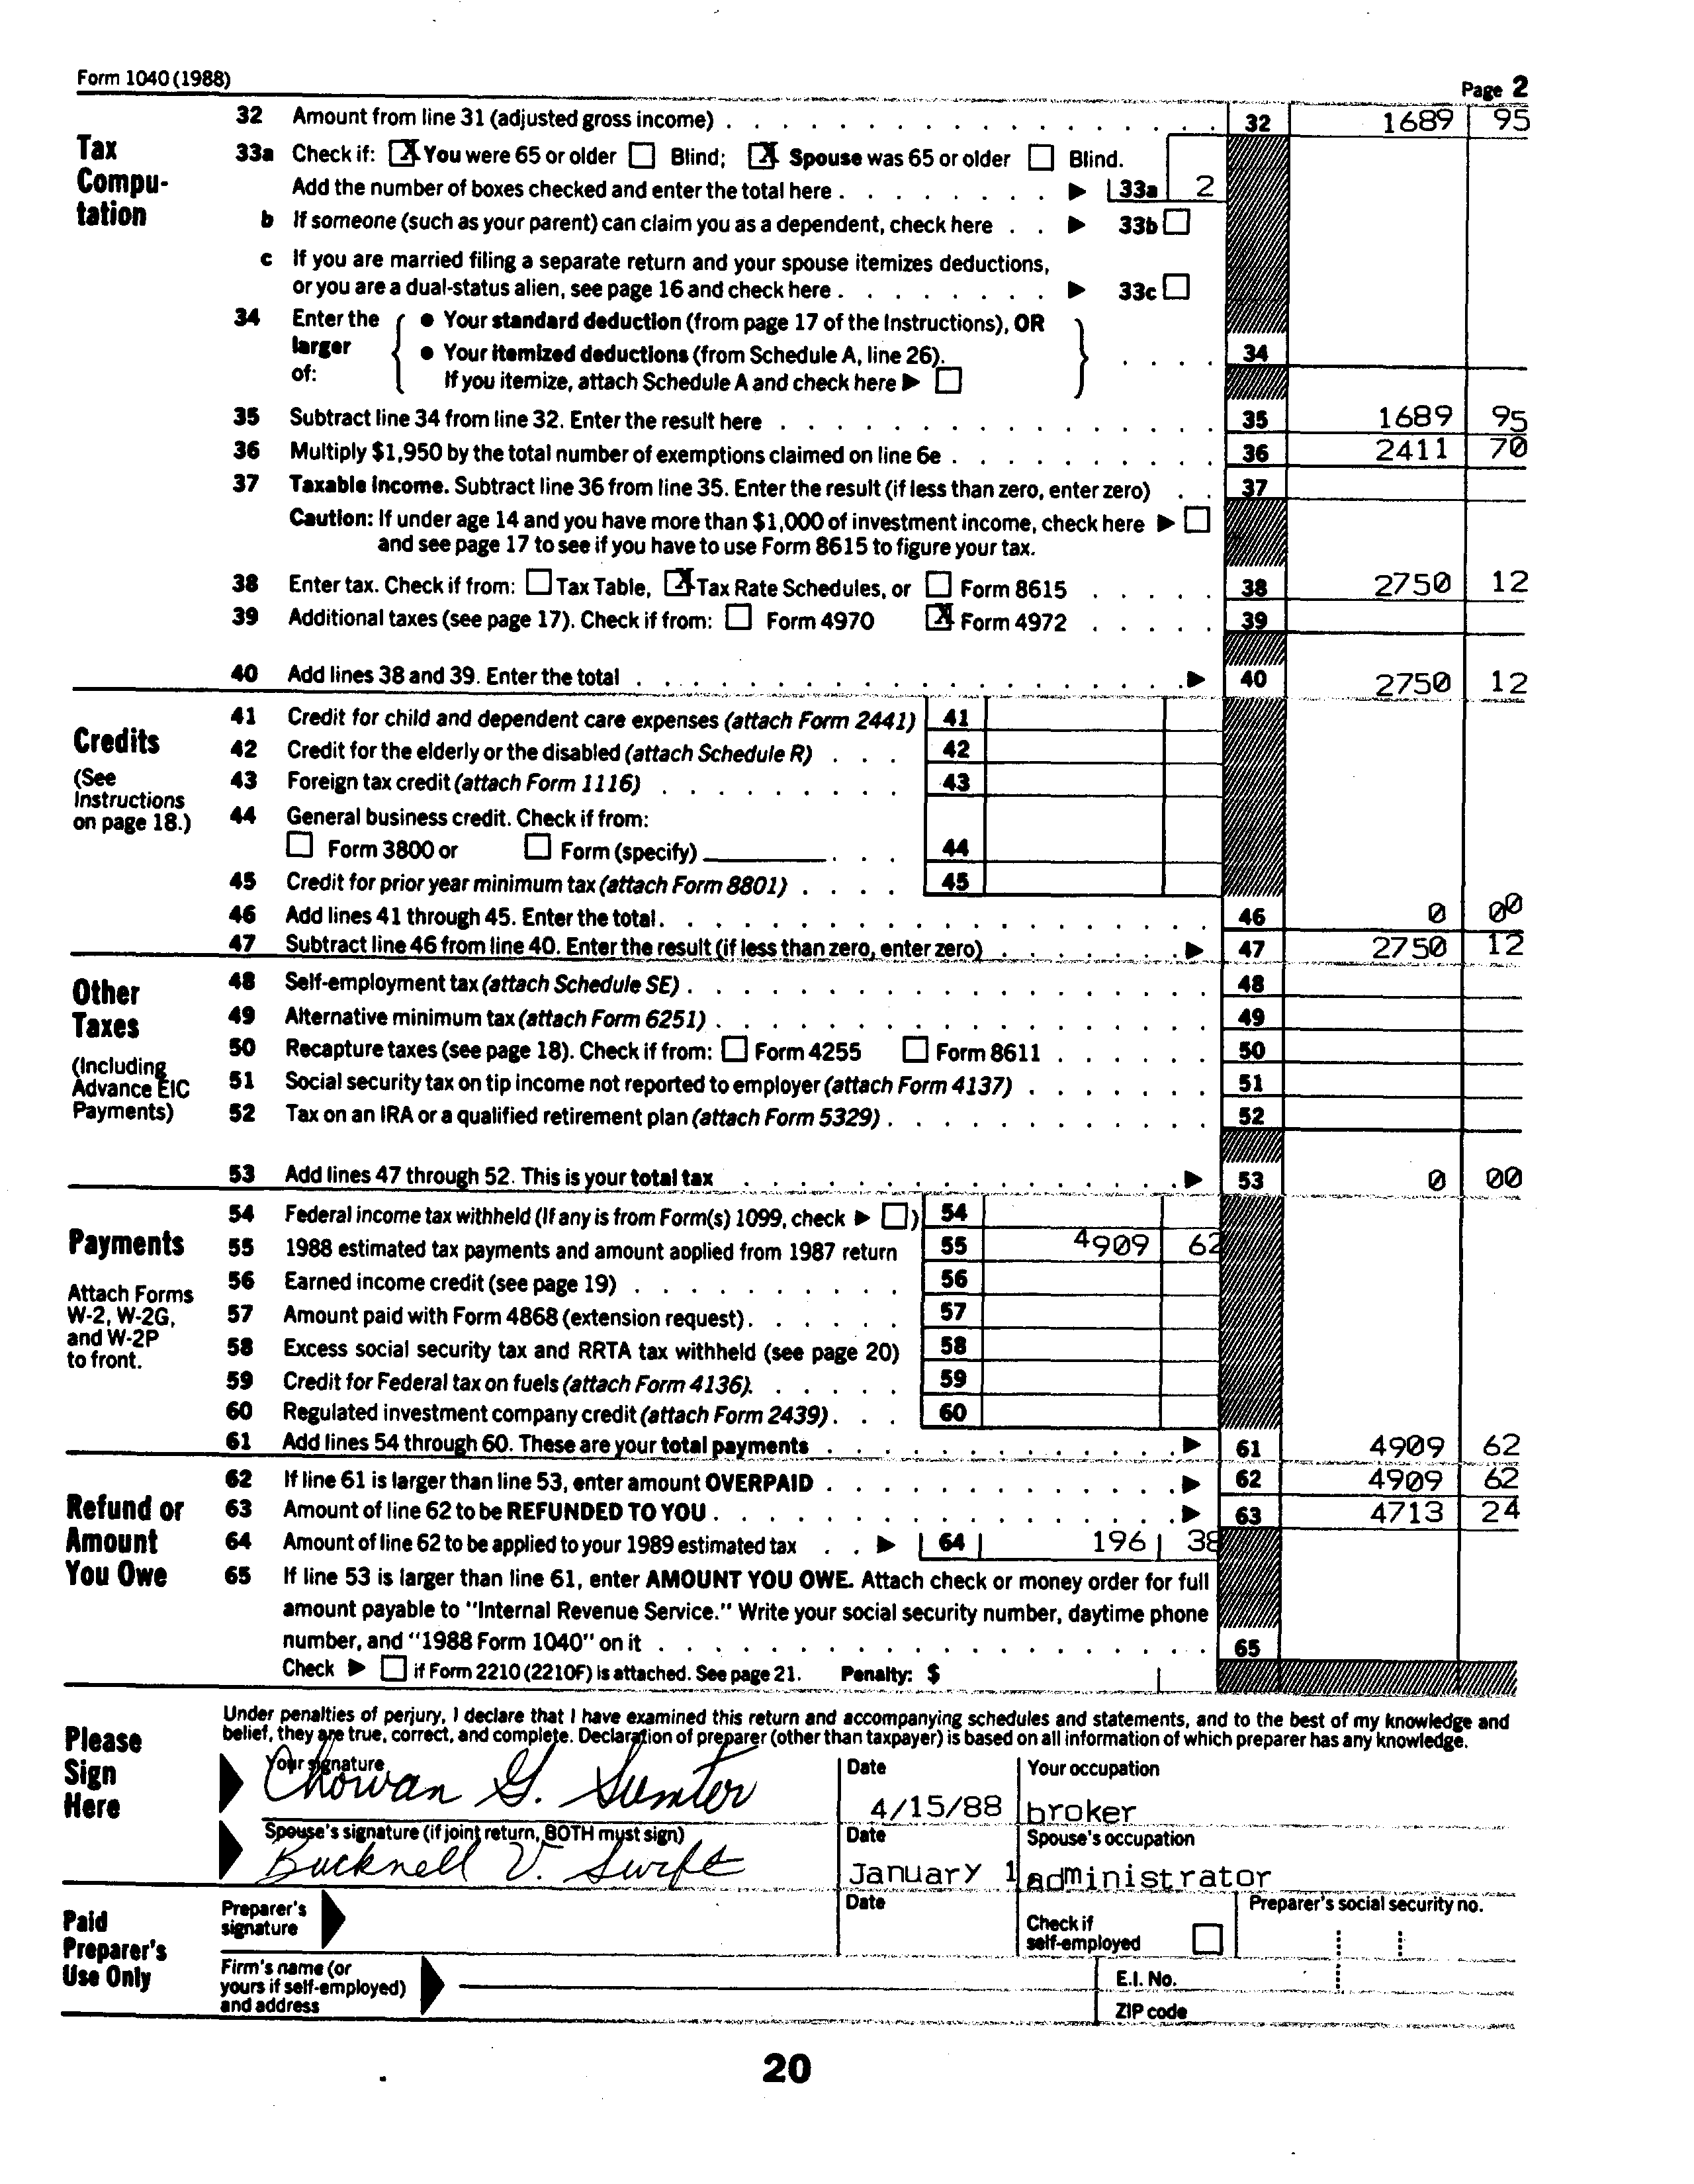 Form 1040 (1988) Page 2
Tax Computation
32 Amount from line 31 (adjusted gross income) 32 1689 95
33a Check if: X You were 65 or older Blind; X Spouse was 65 or older Blind.
Add the number of boxes checked and enter the total here 33a 2
b If someone (such as your parent) can claim you as a dependent, check here 33b
c If you are married filing a separate return and your spouse itemizes deductions,
or you are a dual-status alien, see page 16 and check here 33c
34 Enter the larger of:
● Your standard deduction (from page 17 of the Instructions), OR
● Your itemized deductions (from Schedule A, line 26). 34
If you itemize, attach Schedule A and check here
35 Subtract line 34 from line 32. Enter the result here 35 1689 95
36 Multiply $1,950 by the total number of exemptions claimed on line 6e 36 2411 70
37 Taxable income. Subtract line 36 from line 35. Enter the result (if less than zero, enter zero) 37
Caution: If under age 14 and you have more than $1,000 of investment income, check here
and see page 17 to see if you have to use Form 8615 to figure your tax.
38 Enter tax. Check if from: Tax Table, X Tax Rate Schedules, or Form 8615 38 2750 12
39 Additional taxes (see page 17). Check if from: Form 4970 X Form 4972 39
40 Add lines 38 and 39. Enter the total 40 2750 12
Credits
(See Instructions on page 18.)
41 Credit for child and dependent care expenses (attach Form 2441) 41
42 Credit for the elderly or the disabled (attach Schedule R) 42
43 Foreign tax credit (attach Form 1116) 43
44 General business credit. Check if from:
Form 3800 or Form (specify) 44
45 Credit for prior year minimum tax (attach Form 8801) 45
46 Add lines 41 through 45. Enter the total 46 0 00
47 Subtract line 46 from line 40. Enter the result (if less than zero, enter zero) 47 2750 12
Other Taxes
(Including Advance EIC Payments)
48 Self-employment tax (attach Schedule SE) 48
49 Alternative minimum tax (attach Form 6251) 49
50 Recapture taxes (see page 18). Check if from: Form 4255 Form 8611 50
51 Social security tax on tip income not reported to employer (attach Form 4137) 51
52 Tax on an IRA or a qualified retirement plan (attach Form 5329) 52
53 Add lines 47 through 52. This is your total tax 53 0 00
Payments
Attach Forms W-2, W-2G, and W-2P to front.
54 Federal income tax withheld (If any is from Form(s) 1099, check ) 54
55 1988 estimated tax payments and amount applied from 1987 return 55 4909 62
56 Earned income credit (see page 19) 56
57 Amount paid with Form 4868 (extension request) 57
58 Excess social security tax and RRTA tax withheld (see page 20) 58
59 Credit for Federal tax on fuels (attach Form 4136) 59
60 Regulated investment company credit (attach Form 2439) 60
61 Add lines 54 through 60. These are your total payments 61 4909 62
Refund or Amount You Owe
62 If line 61 is larger than line 53, enter amount OVERPAID 62 4909 62
63 Amount of line 62 to be REFUNDED TO YOU 63 4713 24
64 Amount of line 62 to be applied to your 1989 estimated tax 64 196 38
65 If line 53 is larger than line 61, enter AMOUNT YOU OWE. Attach check or money order for full
amount payable to "Internal Revenue Service." Write your social security number, daytime phone
number, and "1988 Form 1040" on it 65
Check if Form 2210 (2210F) is attached. See page 21. Penalty: $
Please Sign Here
Under penalties of perjury, I declare that I have examined this return and accompanying schedules and statements, and to the best of my knowledge and
belief, they are true, correct, and complete. Declaration of preparer (other than taxpayer) is based on all information of which preparer has any knowledge.
Your signature Date Your occupation
Chowan G. Sumter 4/15/88 broker
Spouse's signature (if joint return, BOTH must sign) Date Spouse's occupation
Bucknell V. Swift January 1 administrator
Paid Preparer's Use Only
Preparer's signature Date Check if self-employed Preparer's social security no.
Firm's name (or yours if self-employed) and address E.I. No.
ZIP code
20